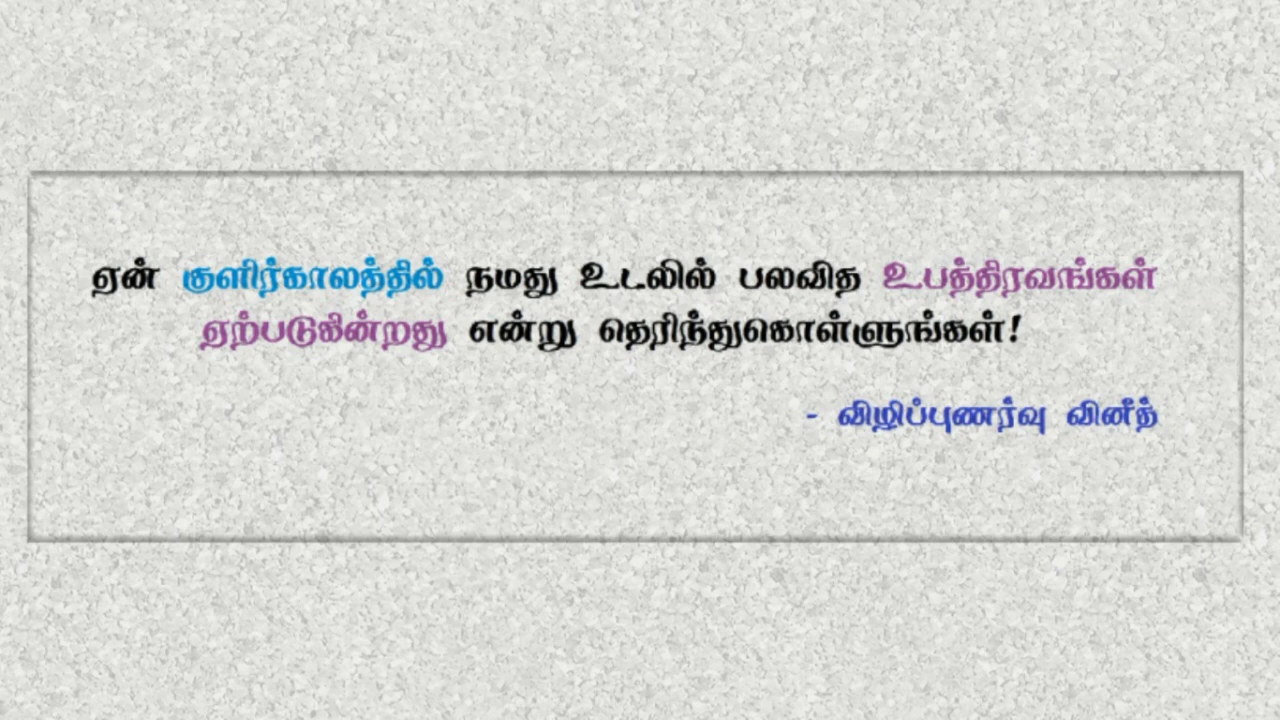 ஏன் குளிர்காலத்தில் நமது உடலில் பலவித உபத்திரவங்கள்
ஏற்படுகின்றது என்று தெரிந்துகொள்ளுங்கள்!
- விழிப்புணர்வு வினீத்